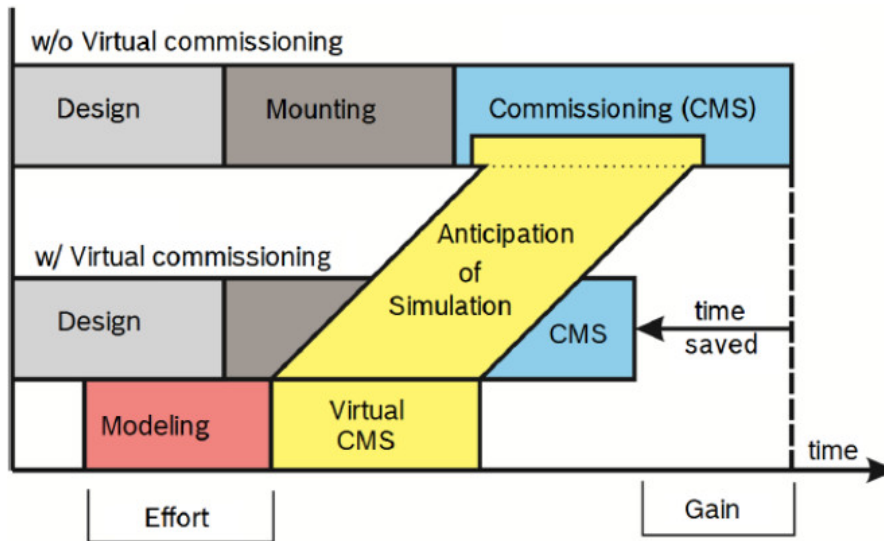 w/o Virtual commissioning
Design
Mounting
Commissioning (CMS)
w/ Virtual commissioning
Anticipation
of
Simulation
Design
CMS
time
saved
Modeling
Virtual
CMS
time
Effort
Gain